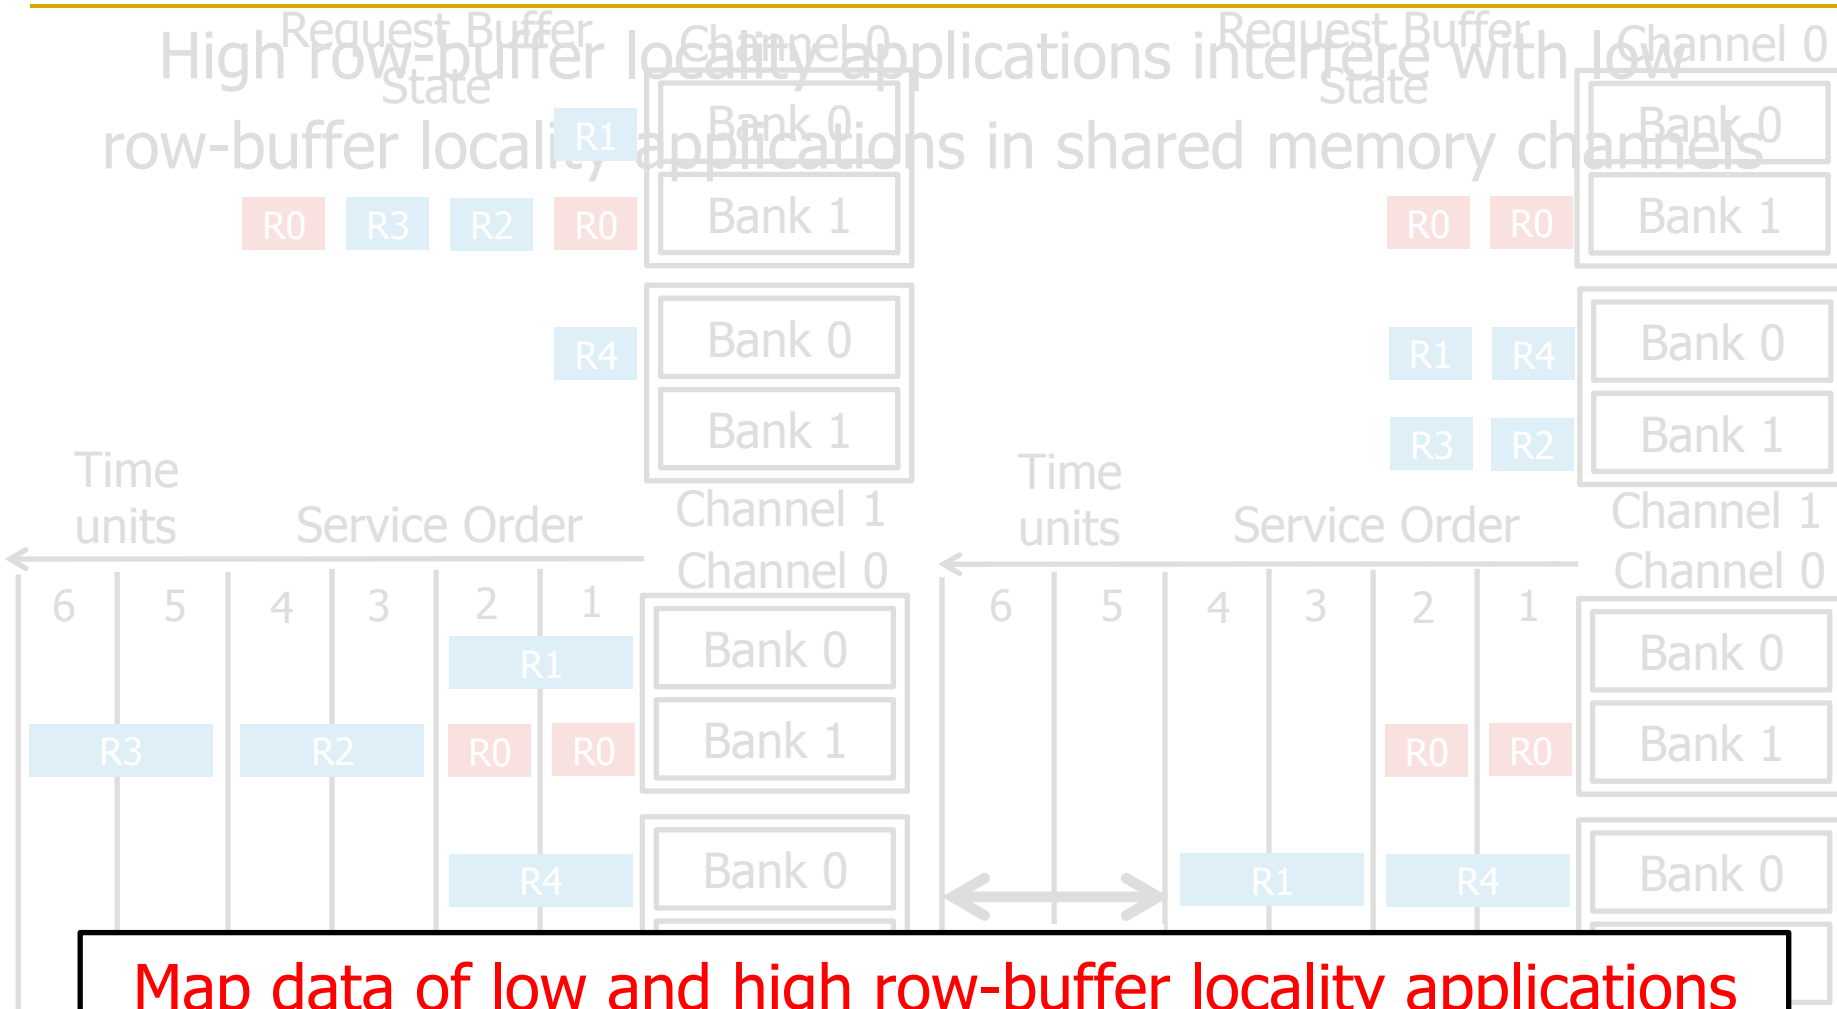 High row-buffer locality applications interfere with low
row-buffer locality applications in shared memory channels
Request Buffer
State
Channel 0
R1
Bank 0
R0 R3 R2 R0
Bank 1
R4
Bank 0
Bank 1
Channel 1
Time
units
Service Order
Channel 0
6 5 4 3 2 1
R1
Bank 0
R3 R2 R0 R0
Bank 1
R4
Bank 0
Request Buffer
State
Channel 0
Bank 0
R0 R0
Bank 1
R1 R4
Bank 0
R3 R2
Bank 1
Channel 1
Time
units
Service Order
Channel 0
6 5 4 3 2 1
Bank 0
R0 R0
Bank 1
R1 R4
Bank 0
Map data of low and high row-buffer locality applications